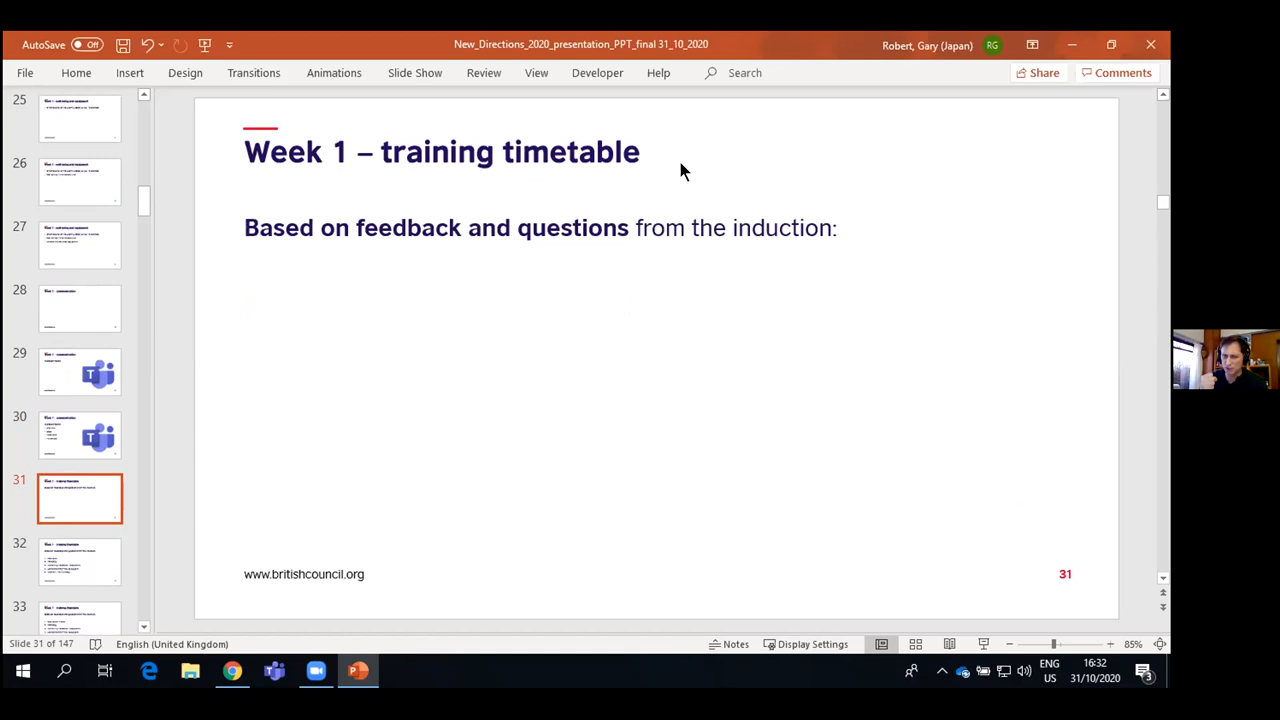 AutoSave Off
New_Directions_2020_presentation_PPT_final 31_10_2020
Robert, Gary (Japan) RG
File Home Insert Design Transitions Animations Slide Show Review View Developer Help Search
Share Comments
25
26
27
28
29
30
31
32
33
Week 1 – training timetable
Based on feedback and questions from the induction:
www.britishcouncil.org
31
Slide 31 of 147 English (United Kingdom)
Notes Display Settings 85%
ENG
US
16:32
31/10/2020
3